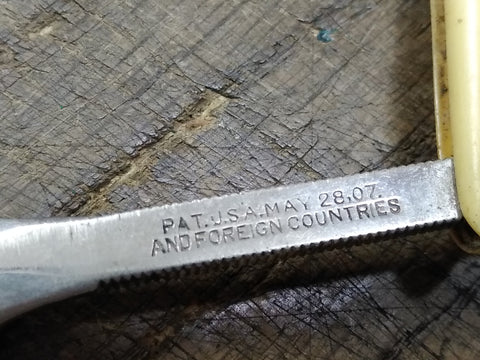 PAT. U.S.A. MAY 28.07.
AND FOREIGN COUNTRIES